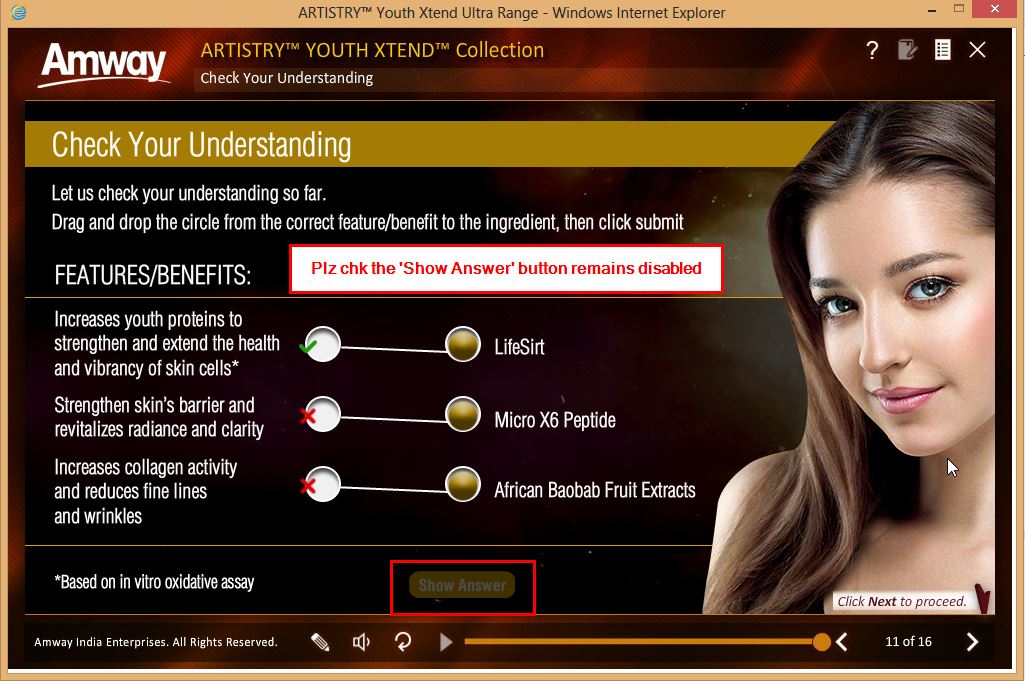 ARTISTRY™ Youth Xtend Ultra Range - Windows Internet Explorer
Amway
ARTISTRY™ YOUTH XTEND™ Collection
Check Your Understanding
?
Check Your Understanding
Let us check your understanding so far.
Drag and drop the circle from the correct feature/benefit to the ingredient, then click submit
Plz chk the 'Show Answer' button remains disabled
FEATURES/BENEFITS:
Increases youth proteins to
strengthen and extend the health
and vibrancy of skin cells*
LifeSirt
Strengthen skin's barrier and
revitalizes radiance and clarity
Micro X6 Peptide
Increases collagen activity
and reduces fine lines
and wrinkles
African Baobab Fruit Extracts
*Based on in vitro oxidative assay
Show Answer
Click Next to proceed.
Amway India Enterprises. All Rights Reserved.
11 of 16